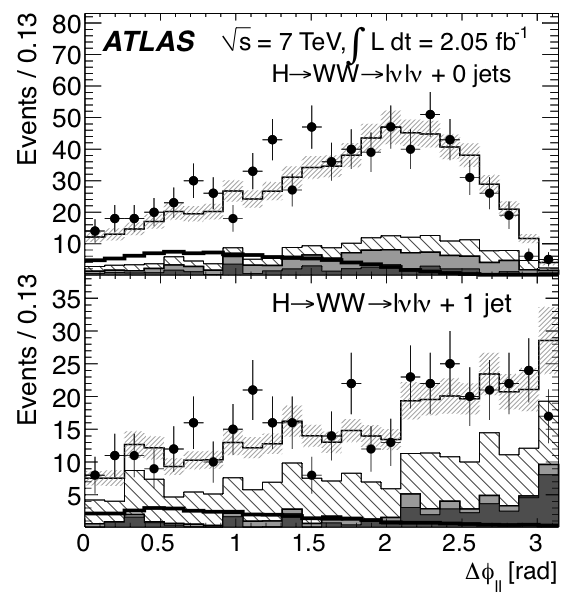 ATLAS √s = 7 TeV, ∫ L dt = 2.05 fb⁻¹
H→WW→lνlν + 0 jets
Events / 0.13
80
70
60
50
40
30
20
10
H→WW→lνlν + 1 jet
Events / 0.13
35
30
25
20
15
10
5
0 0.5 1 1.5 2 2.5 3
Δϕ_ll [rad]